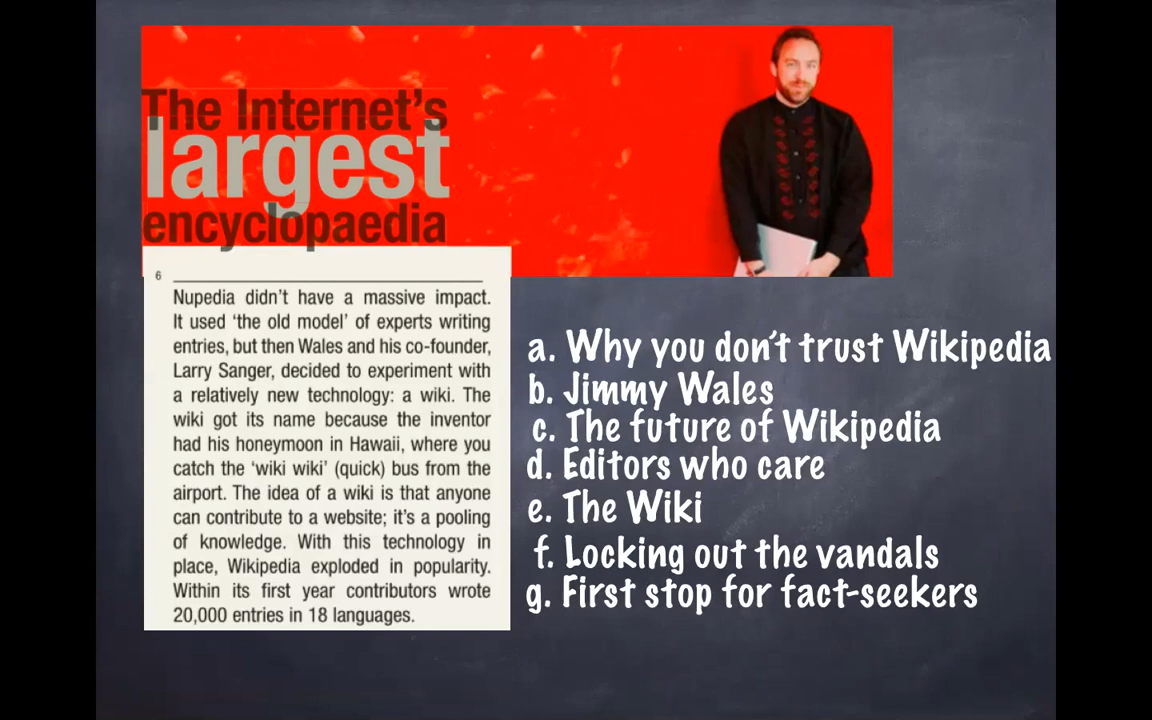 The Internet's
largest
encyclopaedia
6
Nupedia didn't have a massive impact.
It used 'the old model' of experts writing
entries, but then Wales and his co-founder,
Larry Sanger, decided to experiment with
a relatively new technology: a wiki. The
wiki got its name because the inventor
had his honeymoon in Hawaii, where you
catch the 'wiki wiki' (quick) bus from the
airport. The idea of a wiki is that anyone
can contribute to a website; it's a pooling
of knowledge. With this technology in
place, Wikipedia exploded in popularity.
Within its first year contributors wrote
20,000 entries in 18 languages.
a. Why you don't trust Wikipedia
b. Jimmy Wales
c. The future of Wikipedia
d. Editors who care
e. The Wiki
f. Locking out the vandals
g. First stop for fact-seekers